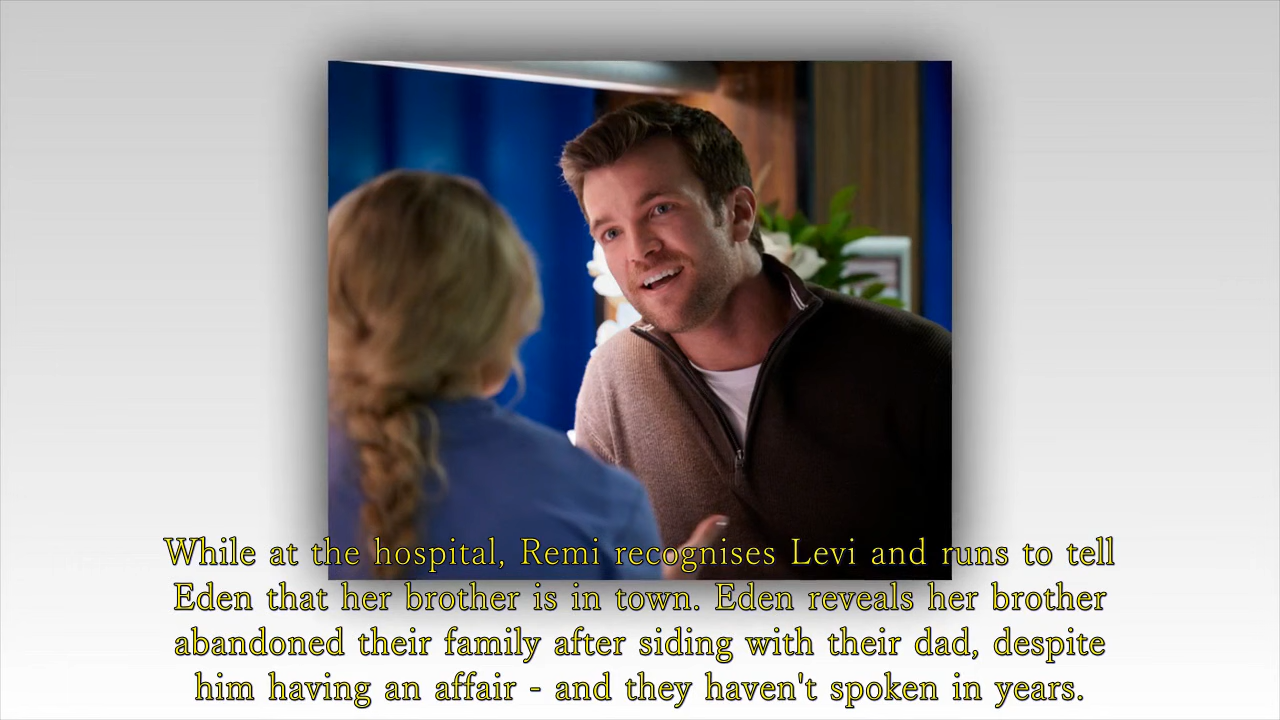 While at the hospital, Remi recognises Levi and runs to tell
Eden that her brother is in town. Eden reveals her brother
abandoned their family after siding with their dad, despite
him having an affair - and they haven't spoken in years.